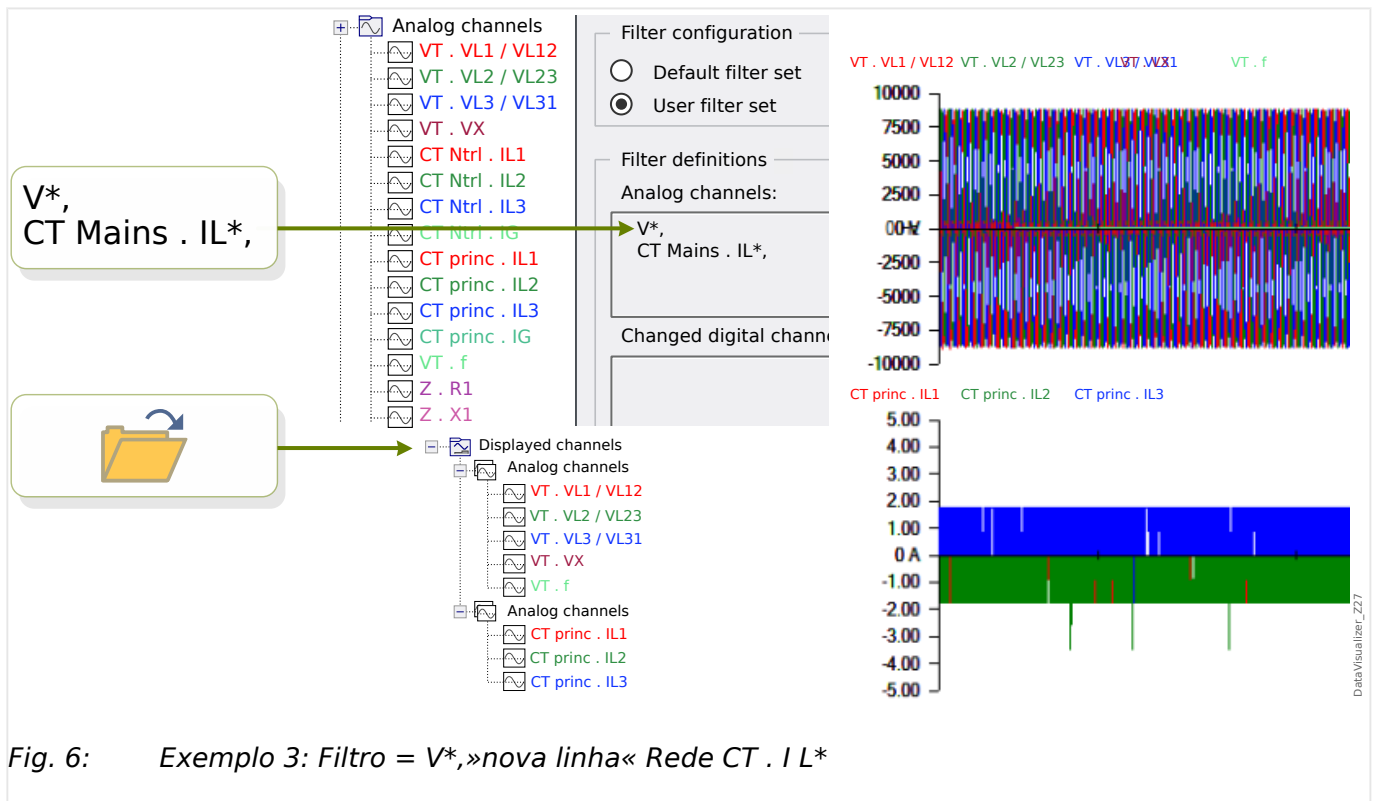 V*,
CT Mains . IL*,
Analog channels
VT . VL1 / VL12
VT . VL2 / VL23
VT . VL3 / VL31
VT . VX
CT Ntrl . IL1
CT Ntrl . IL2
CT Ntrl . IL3
CT Ntrl . IG
CT princ . IL1
CT princ . IL2
CT princ . IL3
CT princ . IG
VT . f
Z . R1
Z . X1
Filter configuration
Default filter set
User filter set
Filter definitions
Analog channels:
V*,
CT Mains . IL*,
Changed digital chann
Displayed channels
Analog channels
VT . VL1 / VL12
VT . VL2 / VL23
VT . VL3 / VL31
VT . VX
VT . f
Analog channels
CT princ . IL1
CT princ . IL2
CT princ . IL3
VT . VL1 / VL12 VT . VL2 / VL23 VT . VL3 / VL31 VT . VX VT . f
10000
7500
5000
2500
-2500
-5000
-7500
-10000
CT princ . IL1 CT princ . IL2 CT princ . IL3
5.00
4.00
3.00
2.00
1.00
0 A
-1.00
-2.00
-3.00
-4.00
-5.00
DataVisualizer_Z27
Fig. 6: Exemplo 3: Filtro = V*,»nova linha« Rede CT . I L*